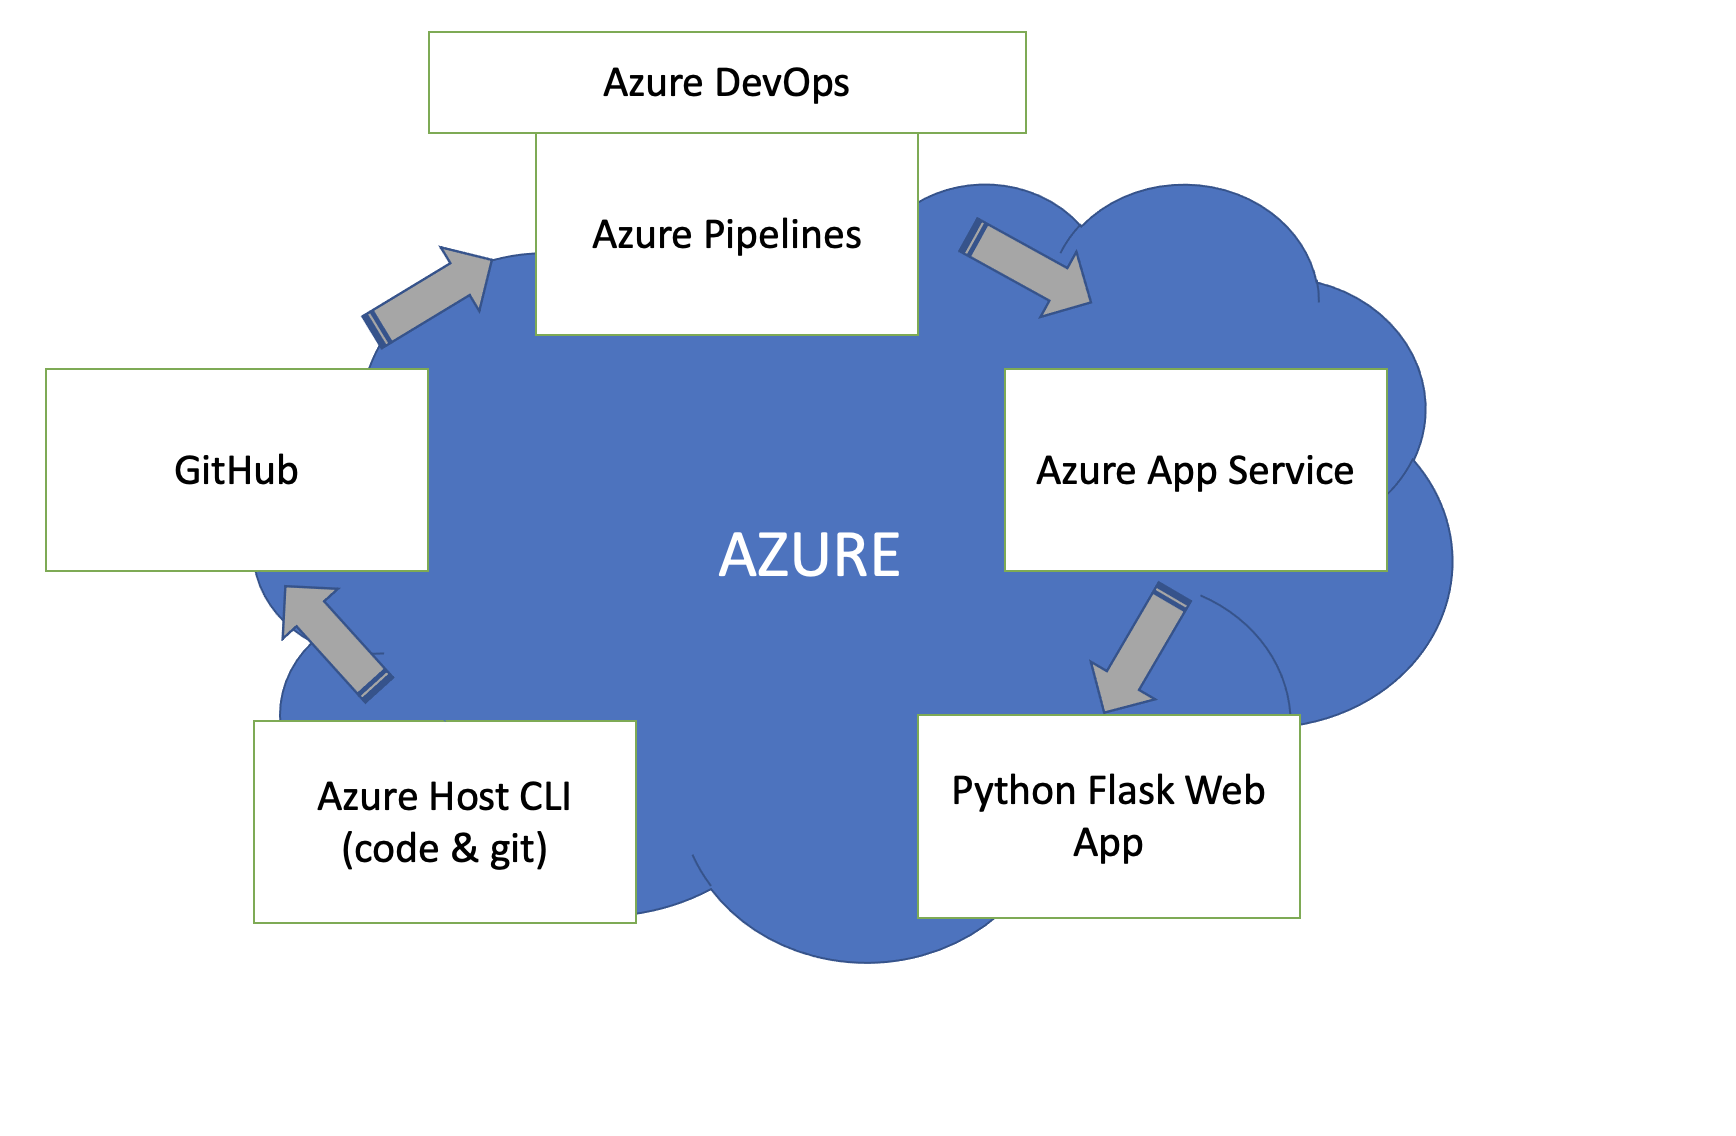 Azure DevOps
Azure Pipelines
GitHub
Azure App Service
AZURE
Azure Host CLI
(code & git)
Python Flask Web
App